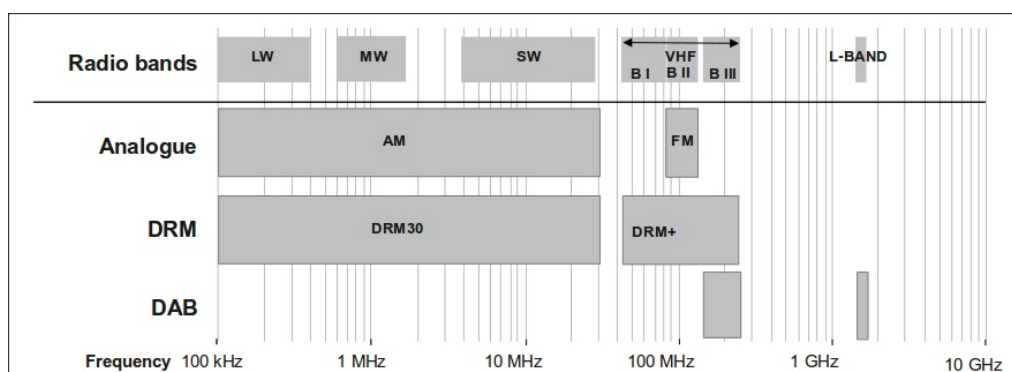 Radio bands LW MW SW VHF L-BAND
B I B II B III
Analogue AM FM
DRM DRM30 DRM+
DAB
Frequency 100 kHz 1 MHz 10 MHz 100 MHz 1 GHz 10 GHz